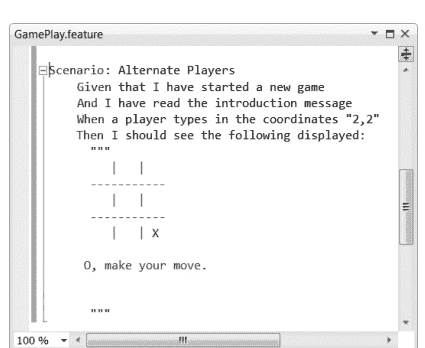 GamePlay.feature
Scenario: Alternate Players
Given that I have started a new game
And I have read the introduction message
When a player types in the coordinates "2,2"
Then I should see the following displayed:
"""
|   |
-----------
|   |
-----------
|   | X
O, make your move.
"""
100 %